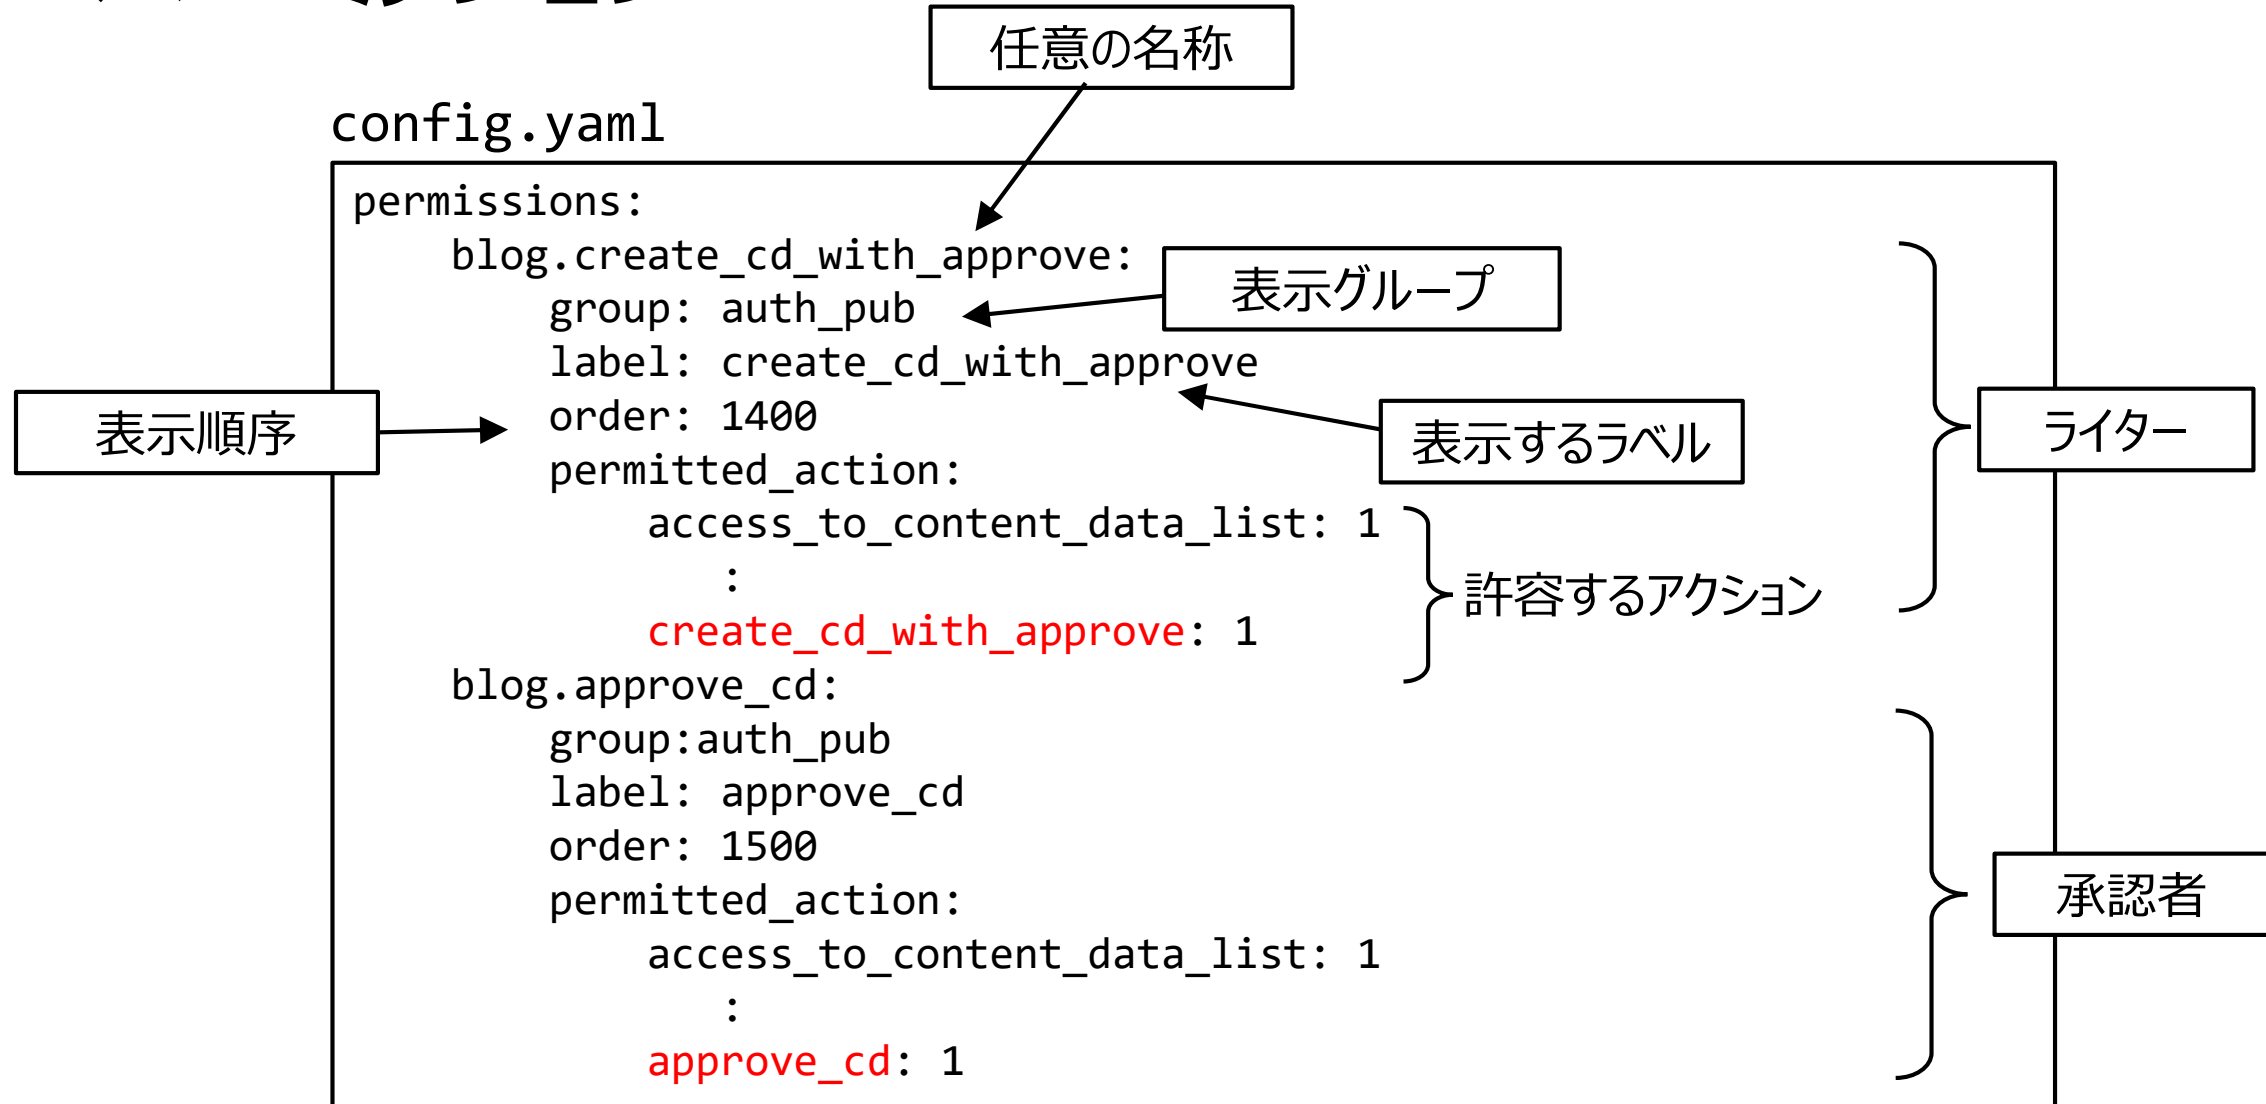 任意の名称
config.yaml
permissions:
blog.create_cd_with_approve:
group: auth_pub
表示グループ
label: create_cd_with_approve
表示順序
order: 1400
表示するラベル
ライター
permitted_action:
access_to_content_data_list: 1
:
許容するアクション
create_cd_with_approve: 1
blog.approve_cd:
group:auth_pub
label: approve_cd
order: 1500
permitted_action:
承認者
access_to_content_data_list: 1
:
approve_cd: 1